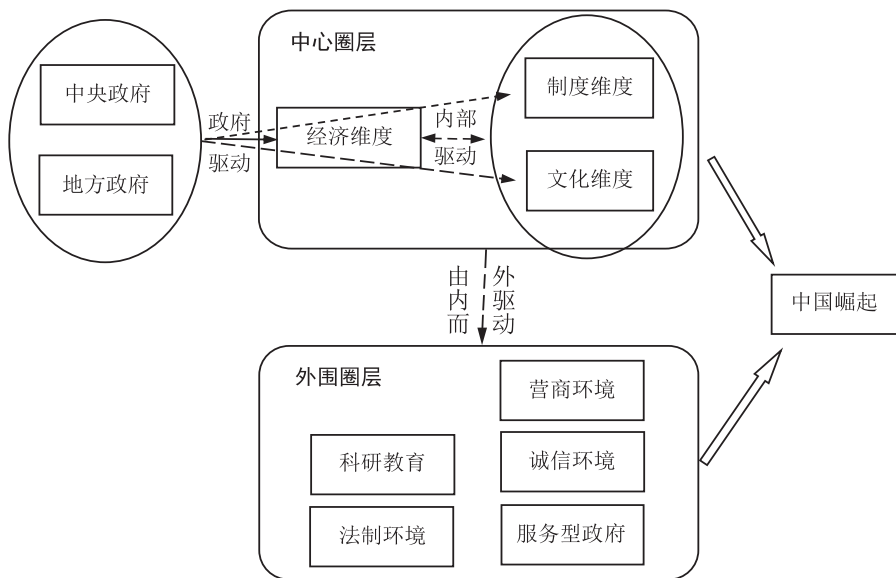 中心圈层
中央政府
地方政府
政府
驱动
经济维度
内部
驱动
制度维度
文化维度
由内而
外驱动
中国崛起
外围圈层
营商环境
科研教育
诚信环境
法制环境
服务型政府